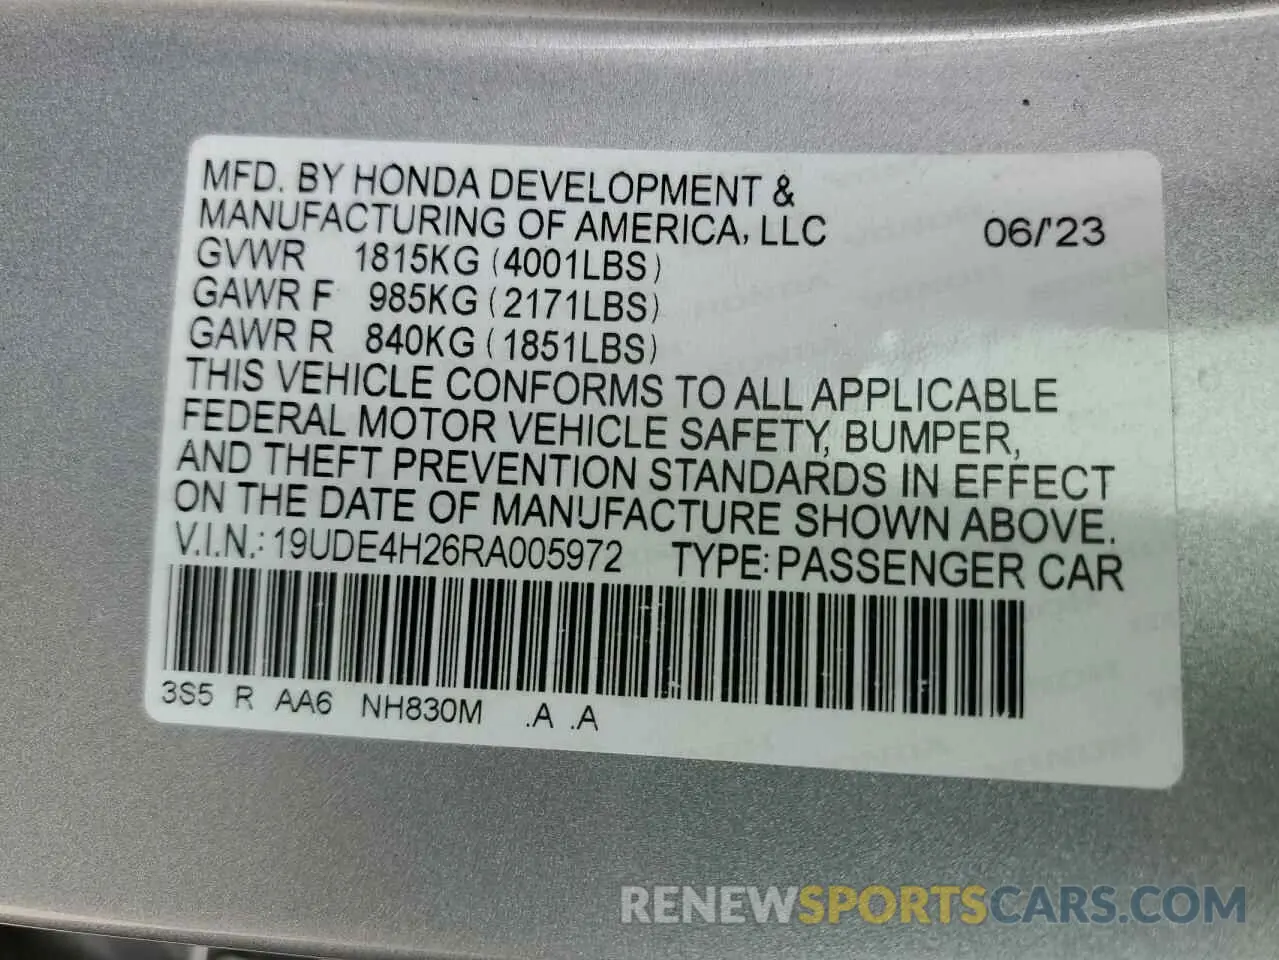 MFD. BY HONDA DEVELOPMENT &
MANUFACTURING OF AMERICA, LLC 06/'23
GVWR 1815KG (4001LBS)
GAWR F 985KG (2171LBS)
GAWR R 840KG (1851LBS)
THIS VEHICLE CONFORMS TO ALL APPLICABLE
FEDERAL MOTOR VEHICLE SAFETY, BUMPER,
AND THEFT PREVENTION STANDARDS IN EFFECT
ON THE DATE OF MANUFACTURE SHOWN ABOVE.
V.I.N.: 19UDE4H26RA005972 TYPE: PASSENGER CAR
3S5 R AA6 NH830M .A .A
RENEWSPORTSCARS.COM